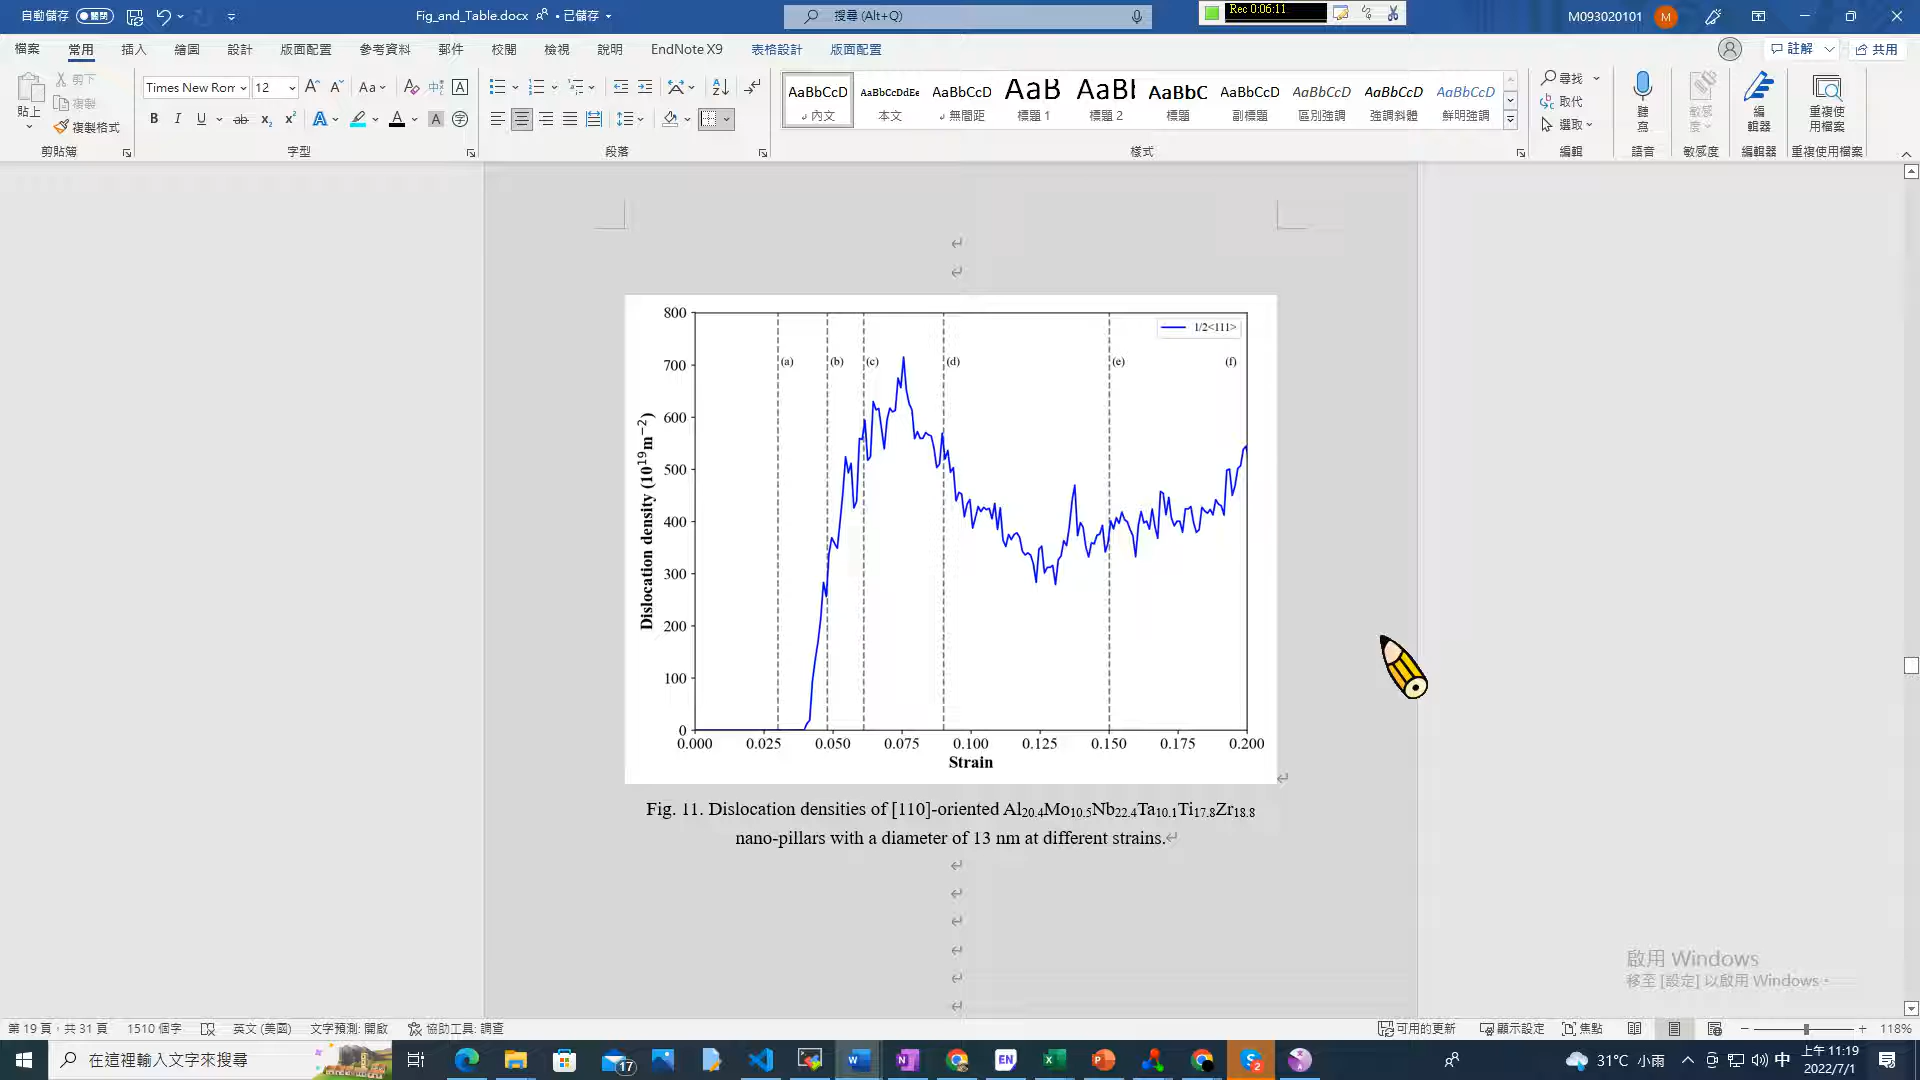 自動儲存 關閉 Fig_and_Table.docx • 已儲存 搜尋 (Alt+Q) Rec 0:06:11 M093020101 M
檔案 常用 插入 繪圖 設計 版面配置 參考資料 郵件 校閱 檢視 說明 EndNote X9 表格設計 版面配置 註解 共用
貼上 剪下 複製 複製格式 剪貼簿
Times New Ron 12 字型
段落
AaBbCcD 內文 AaBbCcDdEe 本文 AaBbCcD 無間距 AaB 標題 1 AaBl 標題 2 AaBbC 標題 AaBbCcD 副標題 AaBbCcD 區別強調 AaBbCcD 強調斜體 AaBbCcD 鮮明強調
樣式
尋找 取代 選取 編輯
聽寫 語音
敏感度 敏感度
編輯器 編輯器
重複使用檔案 重複使用檔案
1/2<111>
(a) (b) (c) (d) (e) (f)
Dislocation density (10¹⁹m⁻²)
800
700
600
500
400
300
200
100
0
0.000 0.025 0.050 0.075 0.100 0.125 0.150 0.175 0.200
Strain
Fig. 11. Dislocation densities of [110]-oriented Al20.4Mo10.5Nb22.4Ta10.1Ti17.8Zr18.8
nano-pillars with a diameter of 13 nm at different strains.
啟用 Windows
移至 [設定] 以啟用 Windows。
第 19 頁，共 31 頁 1510 個字 英文 (美國) 文字預測: 開啟 協助工具: 調查 可用的更新 顯示設定 焦點 118%
在這裡輸入文字來搜尋 17 EN 2 31°C 小雨 中 上午 11:19
2022/7/1